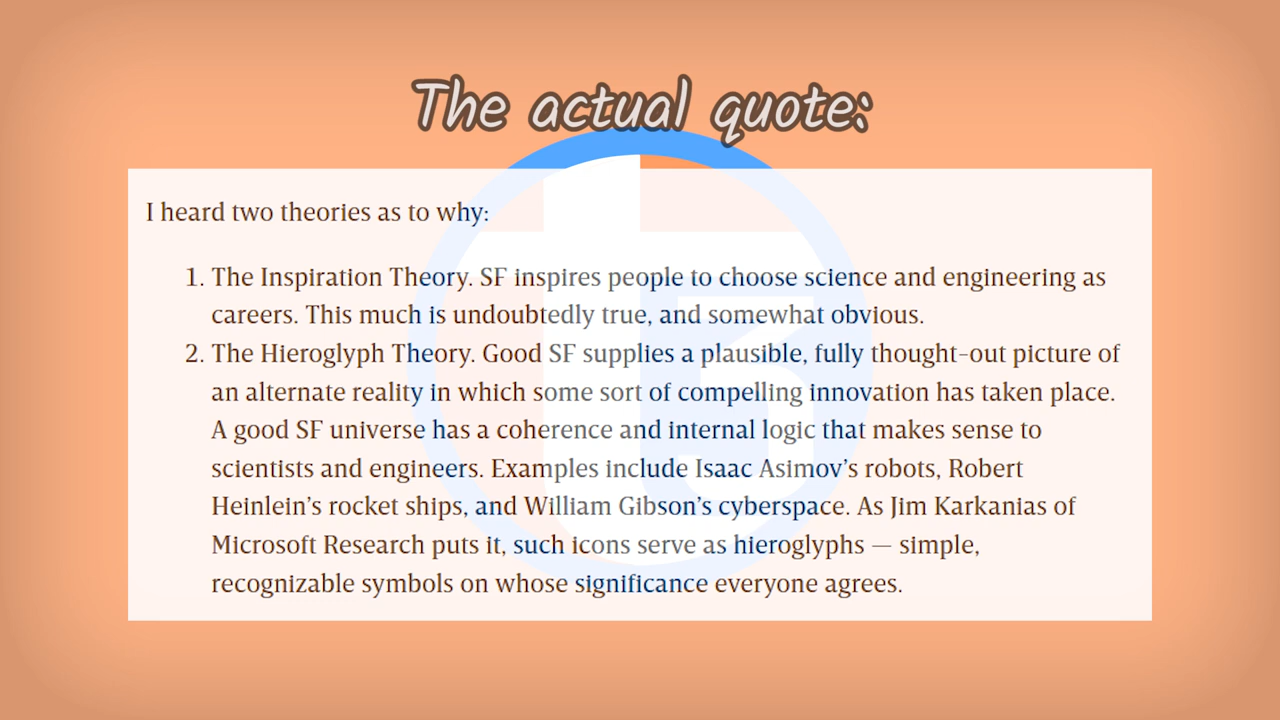 The actual quote:
I heard two theories as to why:
1. The Inspiration Theory. SF inspires people to choose science and engineering as
careers. This much is undoubtedly true, and somewhat obvious.
2. The Hieroglyph Theory. Good SF supplies a plausible, fully thought-out picture of
an alternate reality in which some sort of compelling innovation has taken place.
A good SF universe has a coherence and internal logic that makes sense to
scientists and engineers. Examples include Isaac Asimov's robots, Robert
Heinlein's rocket ships, and William Gibson's cyberspace. As Jim Karkanias of
Microsoft Research puts it, such icons serve as hieroglyphs — simple,
recognizable symbols on whose significance everyone agrees.